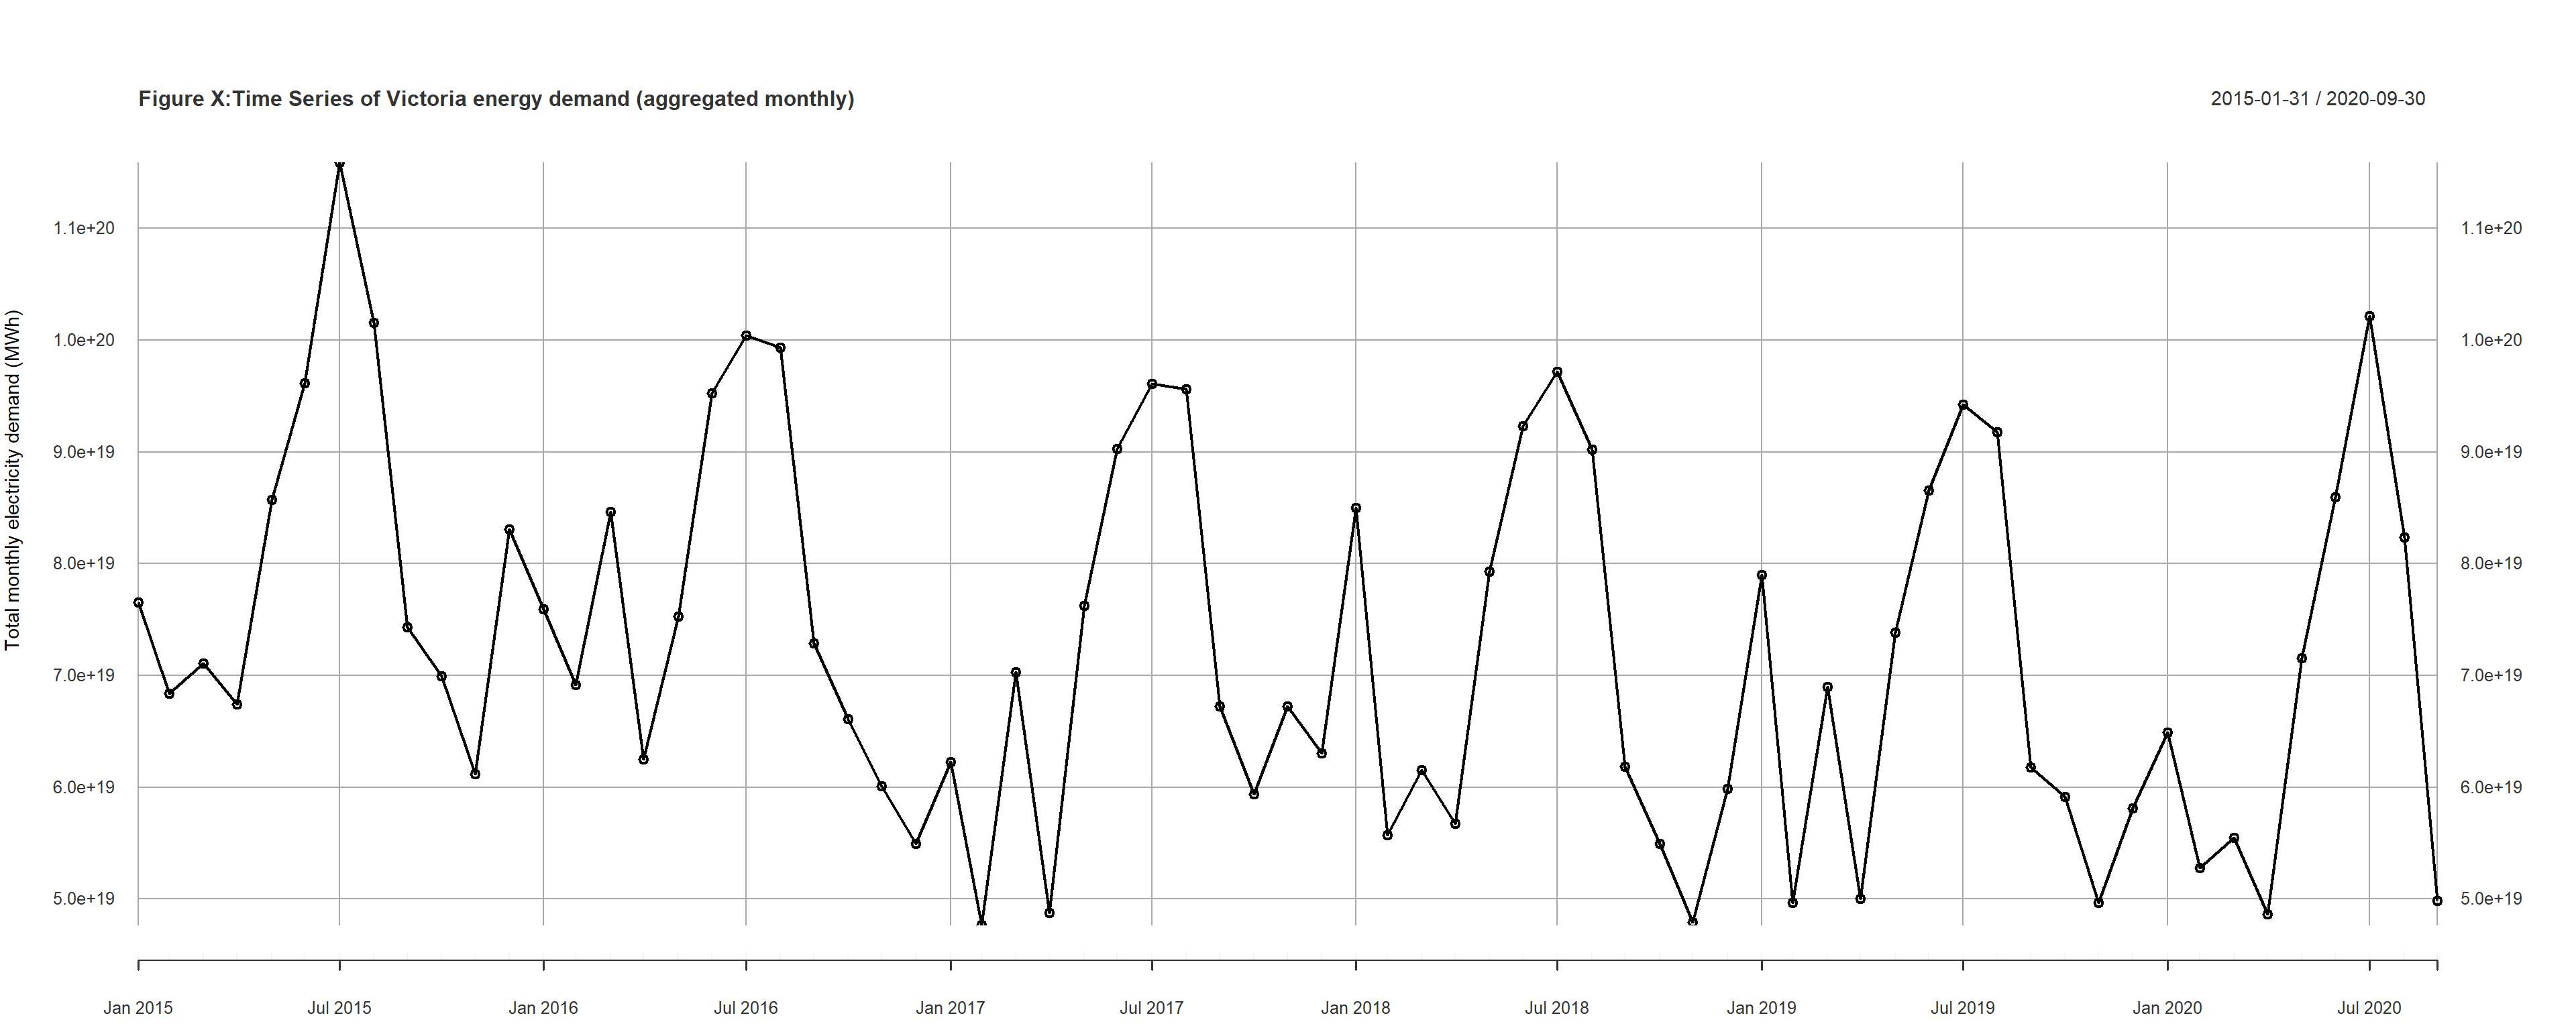 Figure X:Time Series of Victoria energy demand (aggregated monthly)
2015-01-31 / 2020-09-30
Total monthly electricity demand (MWh)
1.1e+20
1.0e+20
9.0e+19
8.0e+19
7.0e+19
6.0e+19
5.0e+19
1.1e+20
1.0e+20
9.0e+19
8.0e+19
7.0e+19
6.0e+19
5.0e+19
Jan 2015 Jul 2015 Jan 2016 Jul 2016 Jan 2017 Jul 2017 Jan 2018 Jul 2018 Jan 2019 Jul 2019 Jan 2020 Jul 2020